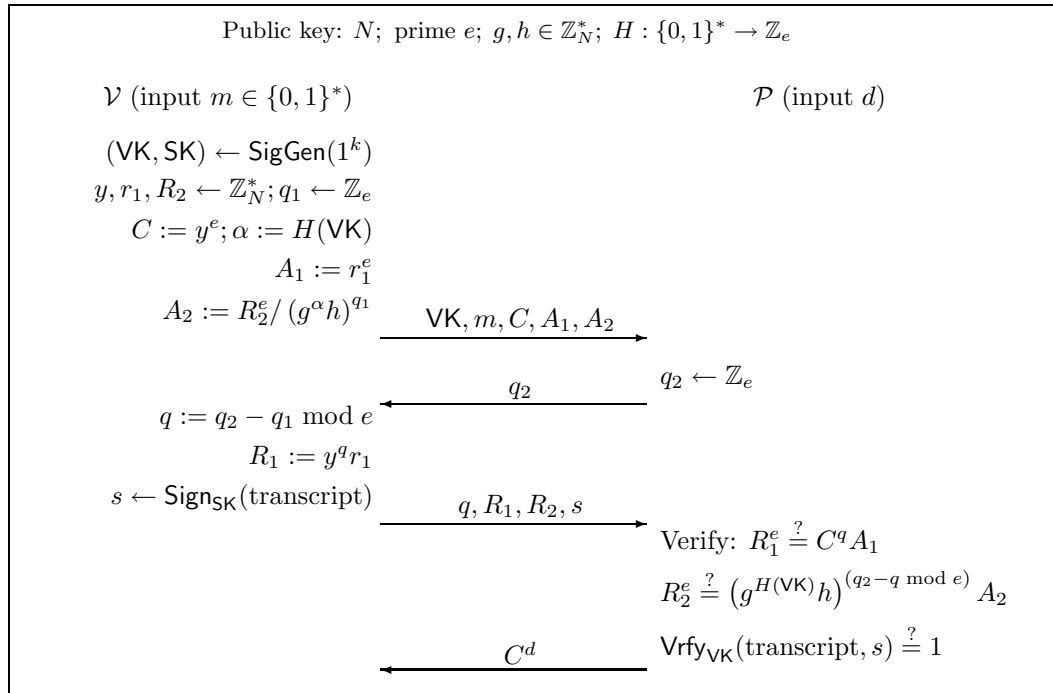 Public key: N; prime e; g, h ∈ ℤ*_N; H : {0, 1}* → ℤ_e
𝒱 (input m ∈ {0, 1}*)
𝒫 (input d)
(VK, SK) ← SigGen(1^k)
y, r_1, R_2 ← ℤ*_N; q_1 ← ℤ_e
C := y^e; α := H(VK)
A_1 := r_1^e
A_2 := R_2^e / (g^α h)^{q_1}
VK, m, C, A_1, A_2
q_2 ← ℤ_e
q_2
q := q_2 − q_1 mod e
R_1 := y^q r_1
s ← Sign_SK(transcript)
q, R_1, R_2, s
Verify: R_1^e ≟ C^q A_1
R_2^e ≟ (g^{H(VK)} h)^{(q_2−q mod e)} A_2
Vrfy_VK(transcript, s) ≟ 1
C^d